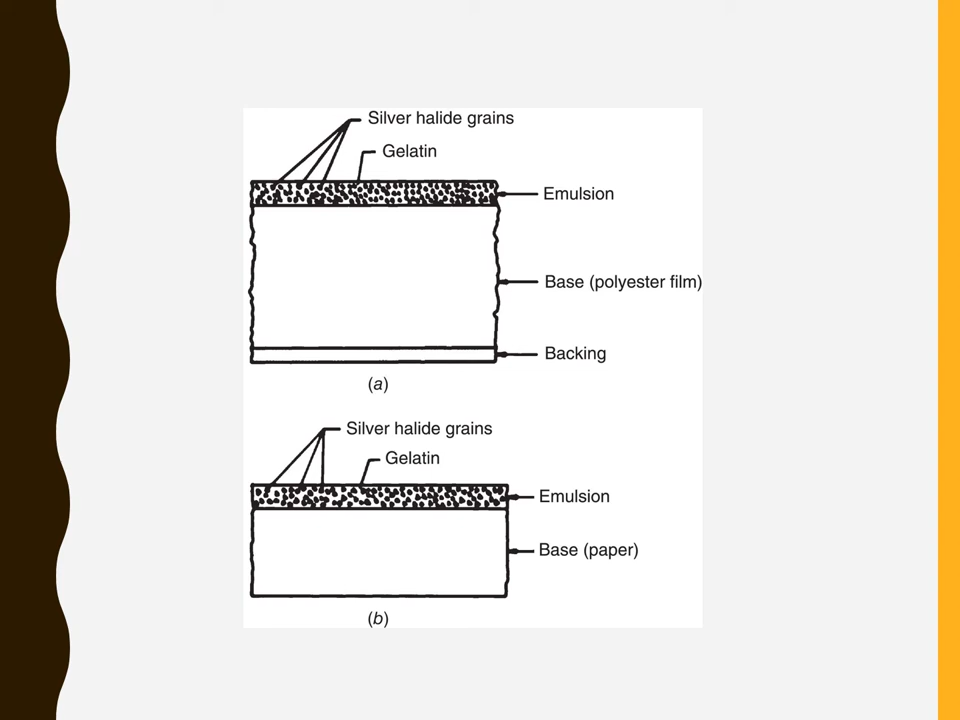 Silver halide grains
Gelatin
Emulsion
Base (polyester film)
Backing
(a)
Silver halide grains
Gelatin
Emulsion
Base (paper)
(b)